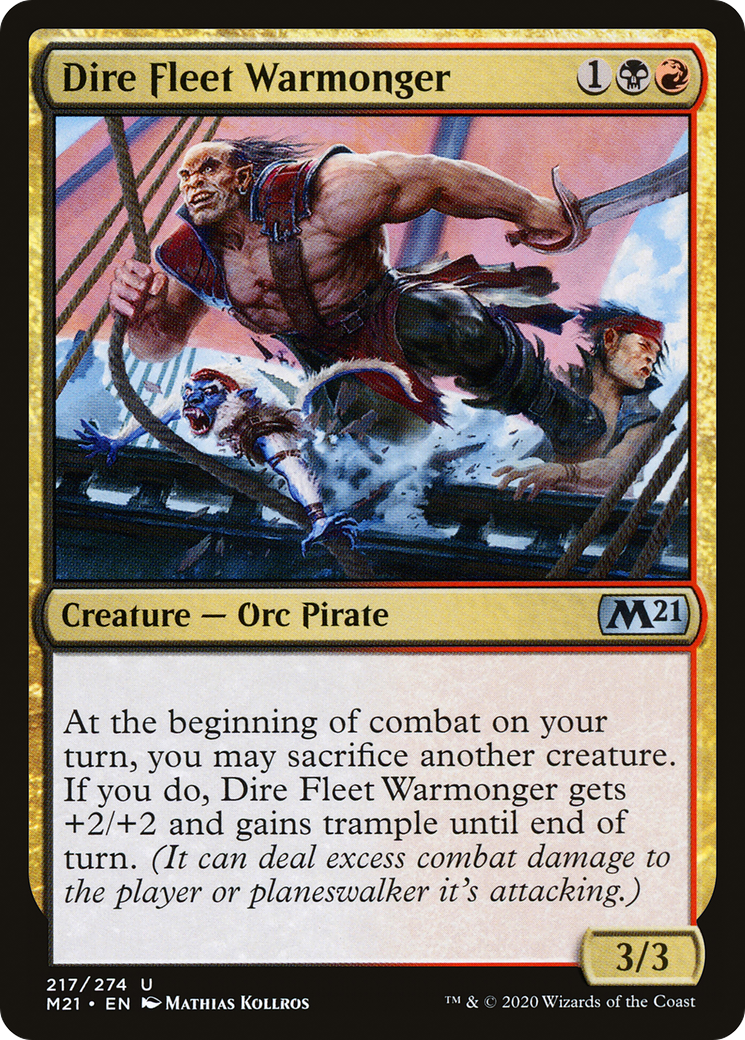 Dire Fleet Warmonger 1
Creature — Orc Pirate M21
At the beginning of combat on your
turn, you may sacrifice another creature.
If you do, Dire Fleet Warmonger gets
+2/+2 and gains trample until end of
turn. (It can deal excess combat damage to
the player or planeswalker it's attacking.)
3/3
217/274 U
M21 • EN Mathias Kollros ™ & © 2020 Wizards of the Coast